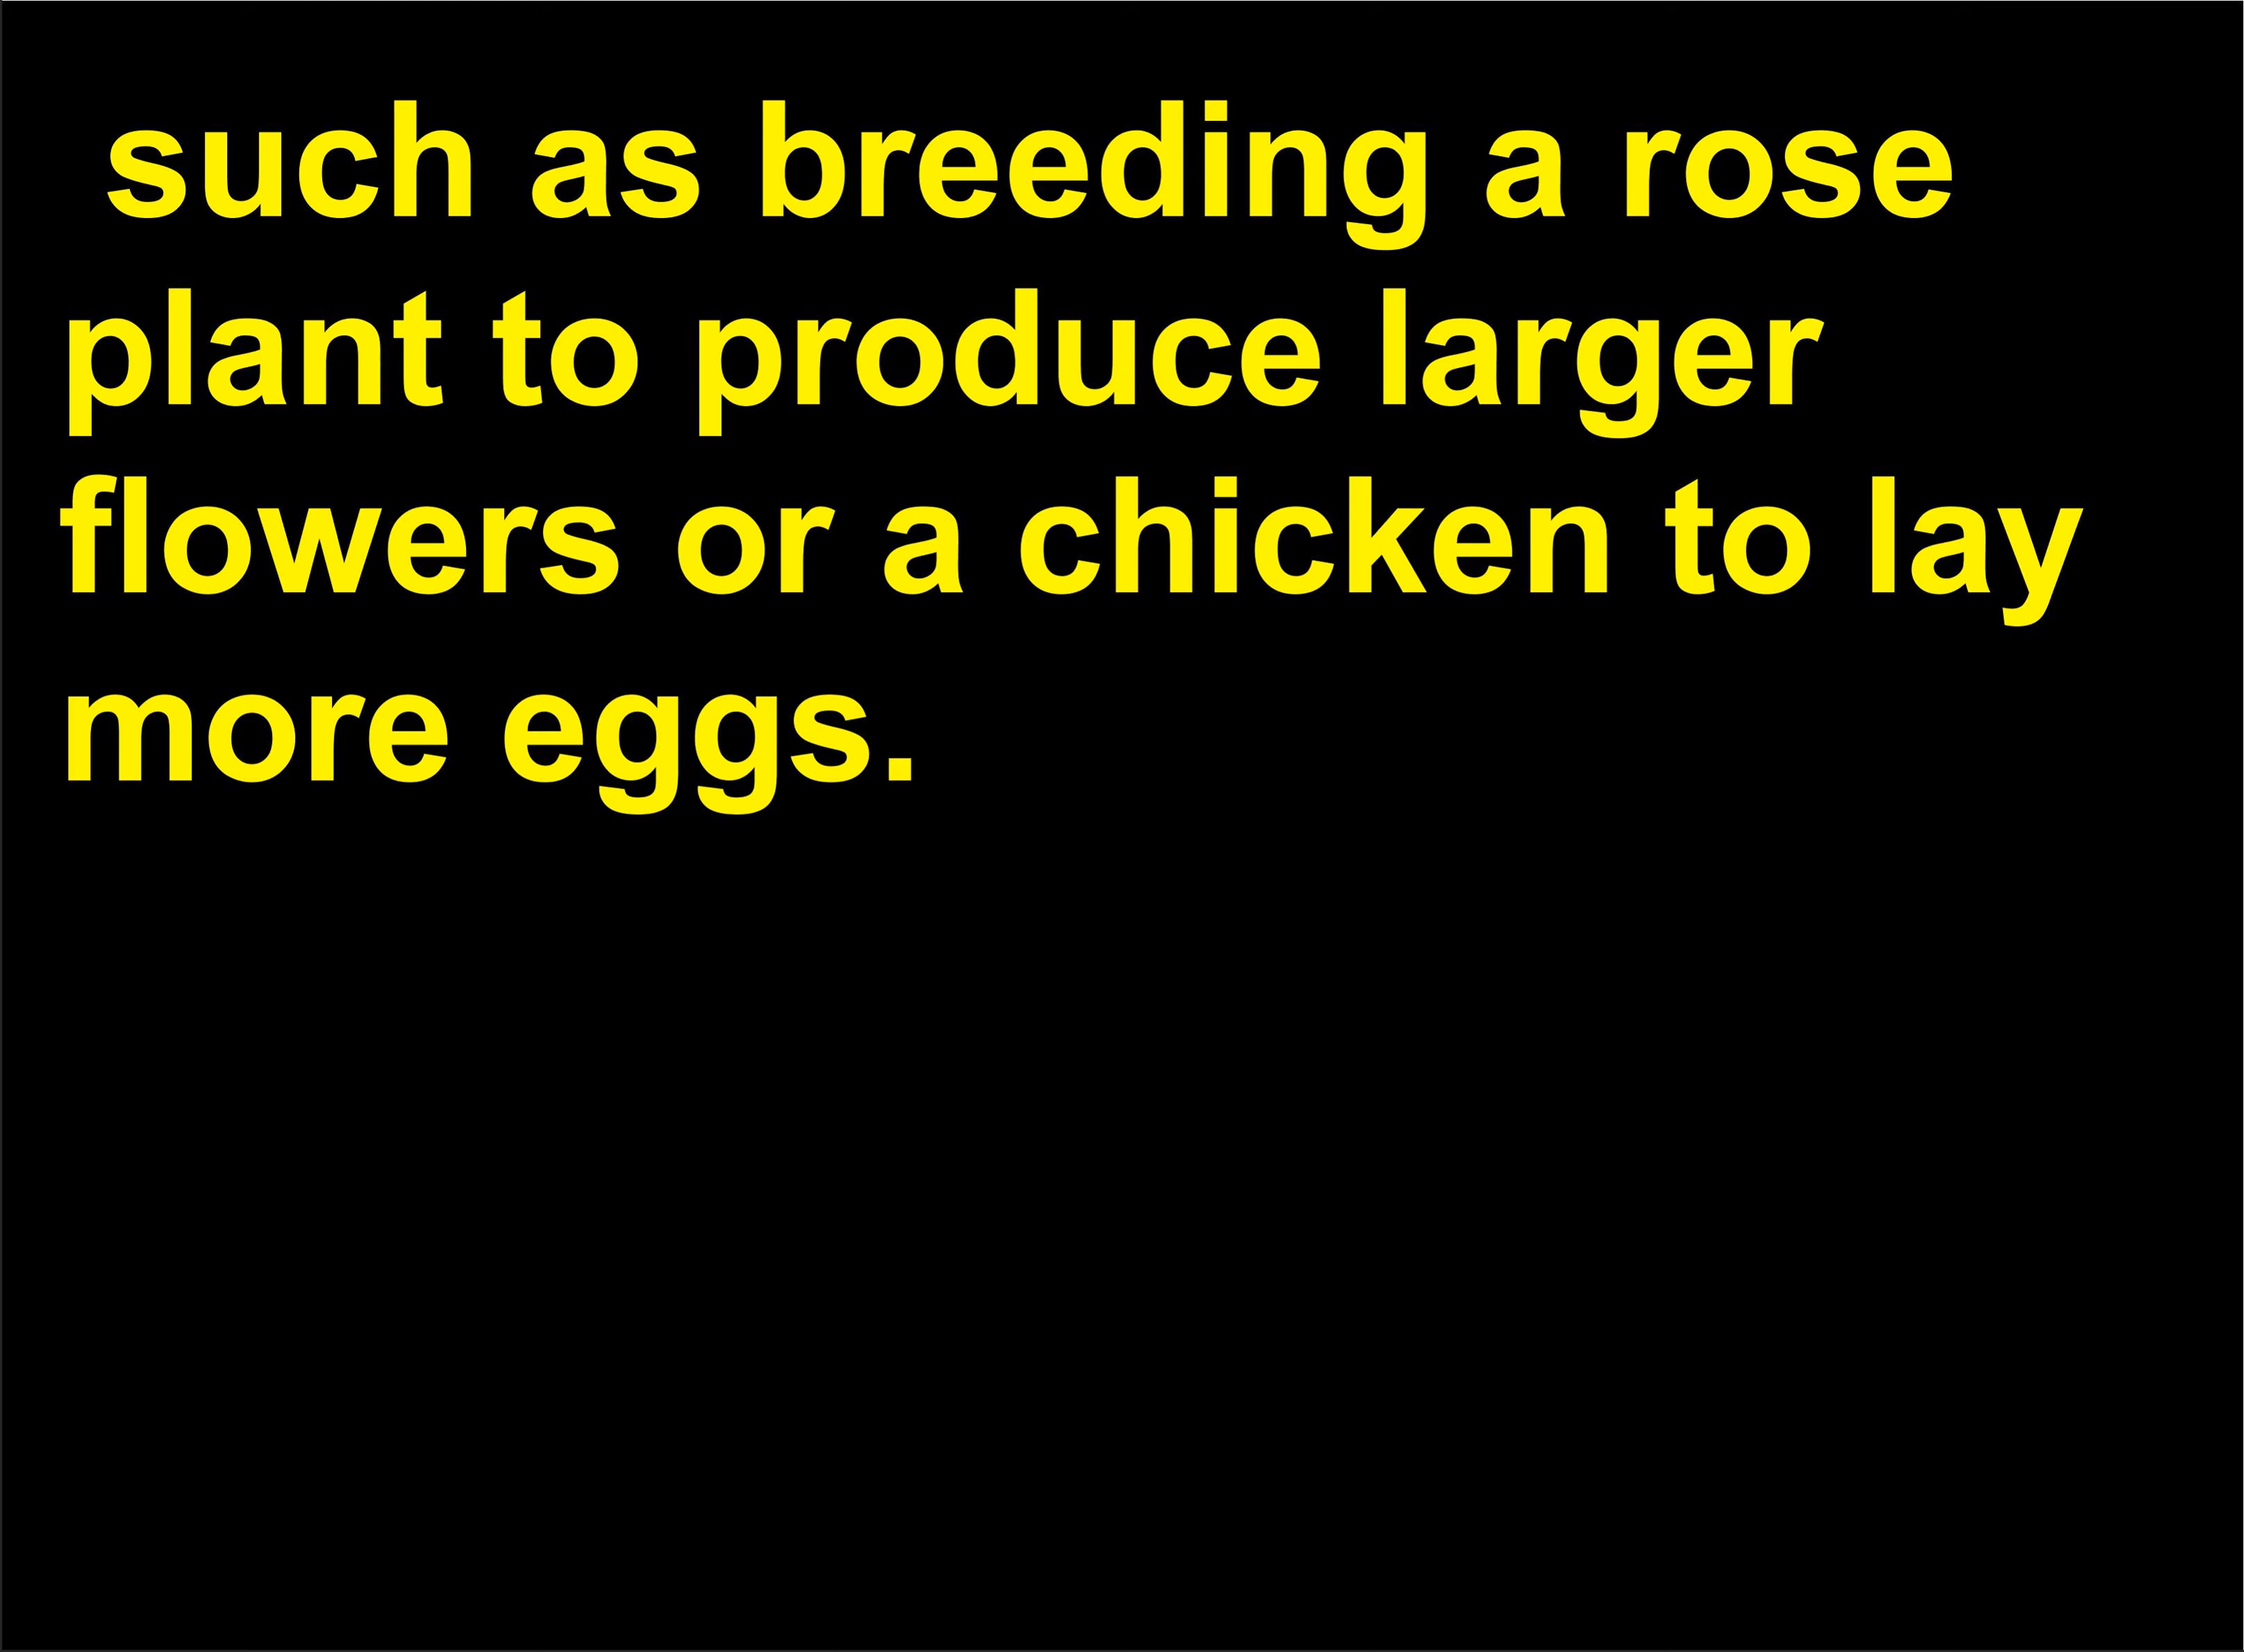 such as breeding a rose
plant to produce larger
flowers or a chicken to lay
more eggs.